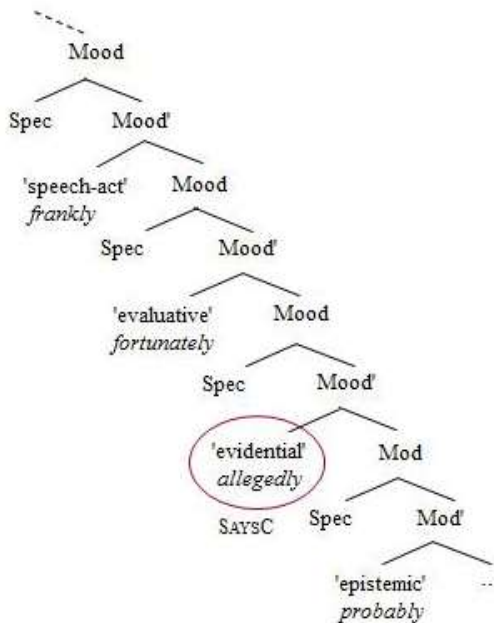 Mood
Spec Mood'
'speech-act' Mood
frankly
Spec Mood'
'evaluative' Mood
fortunately
Spec Mood'
'evidential' Mod
allegedly
SAYSC Spec Mod'
'epistemic'
probably